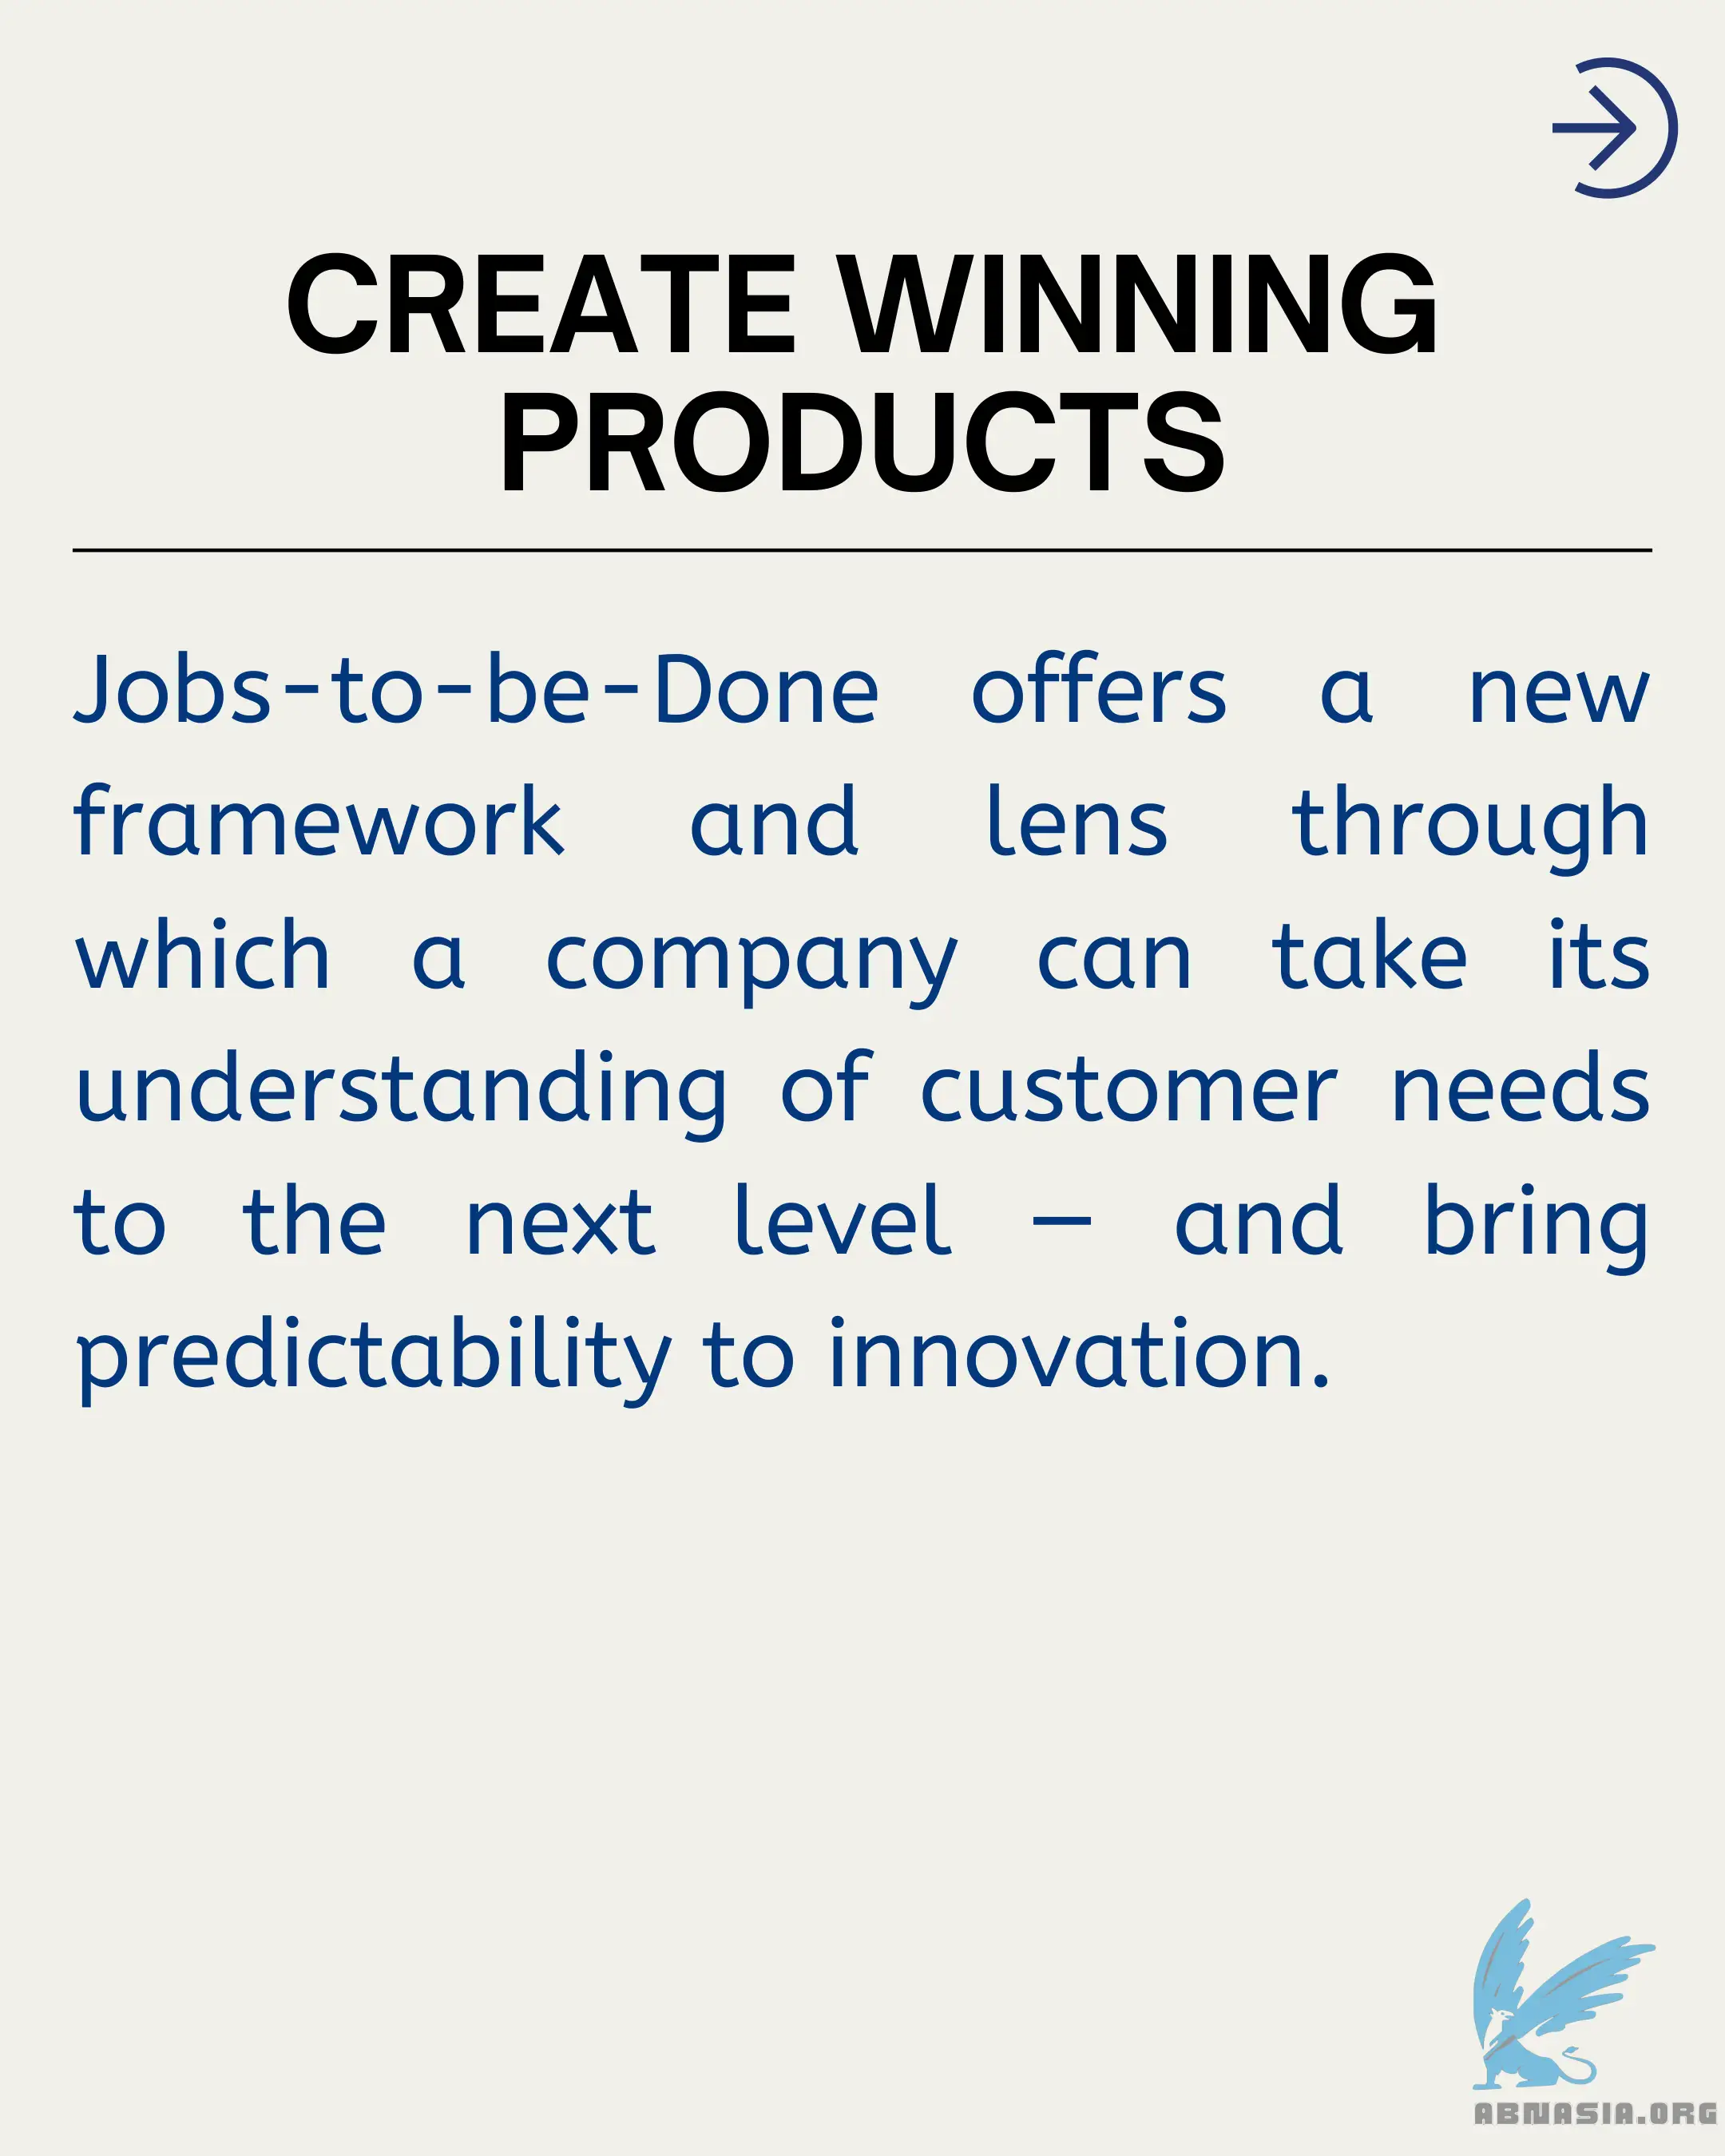 CREATE WINNING
PRODUCTS
Jobs-to-be-Done offers a new
framework and lens through
which a company can take its
understanding of customer needs
to the next level – and bring
predictability to innovation.
ABNASIA.ORG